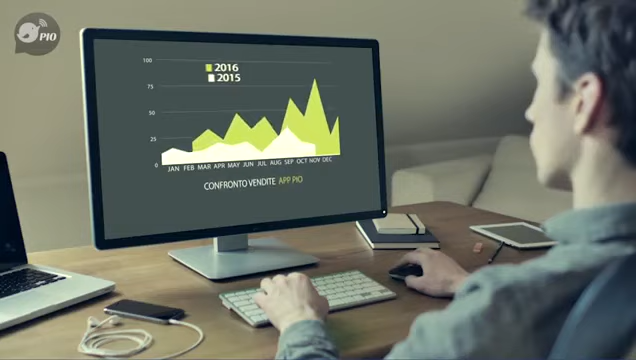 PIO
100
2016
2015
75
50
25
0
JAN FEB MAR APR MAY JUN JUL AUG SEP OCT NOV DEC
CONFRONTO VENDITE APP PIO